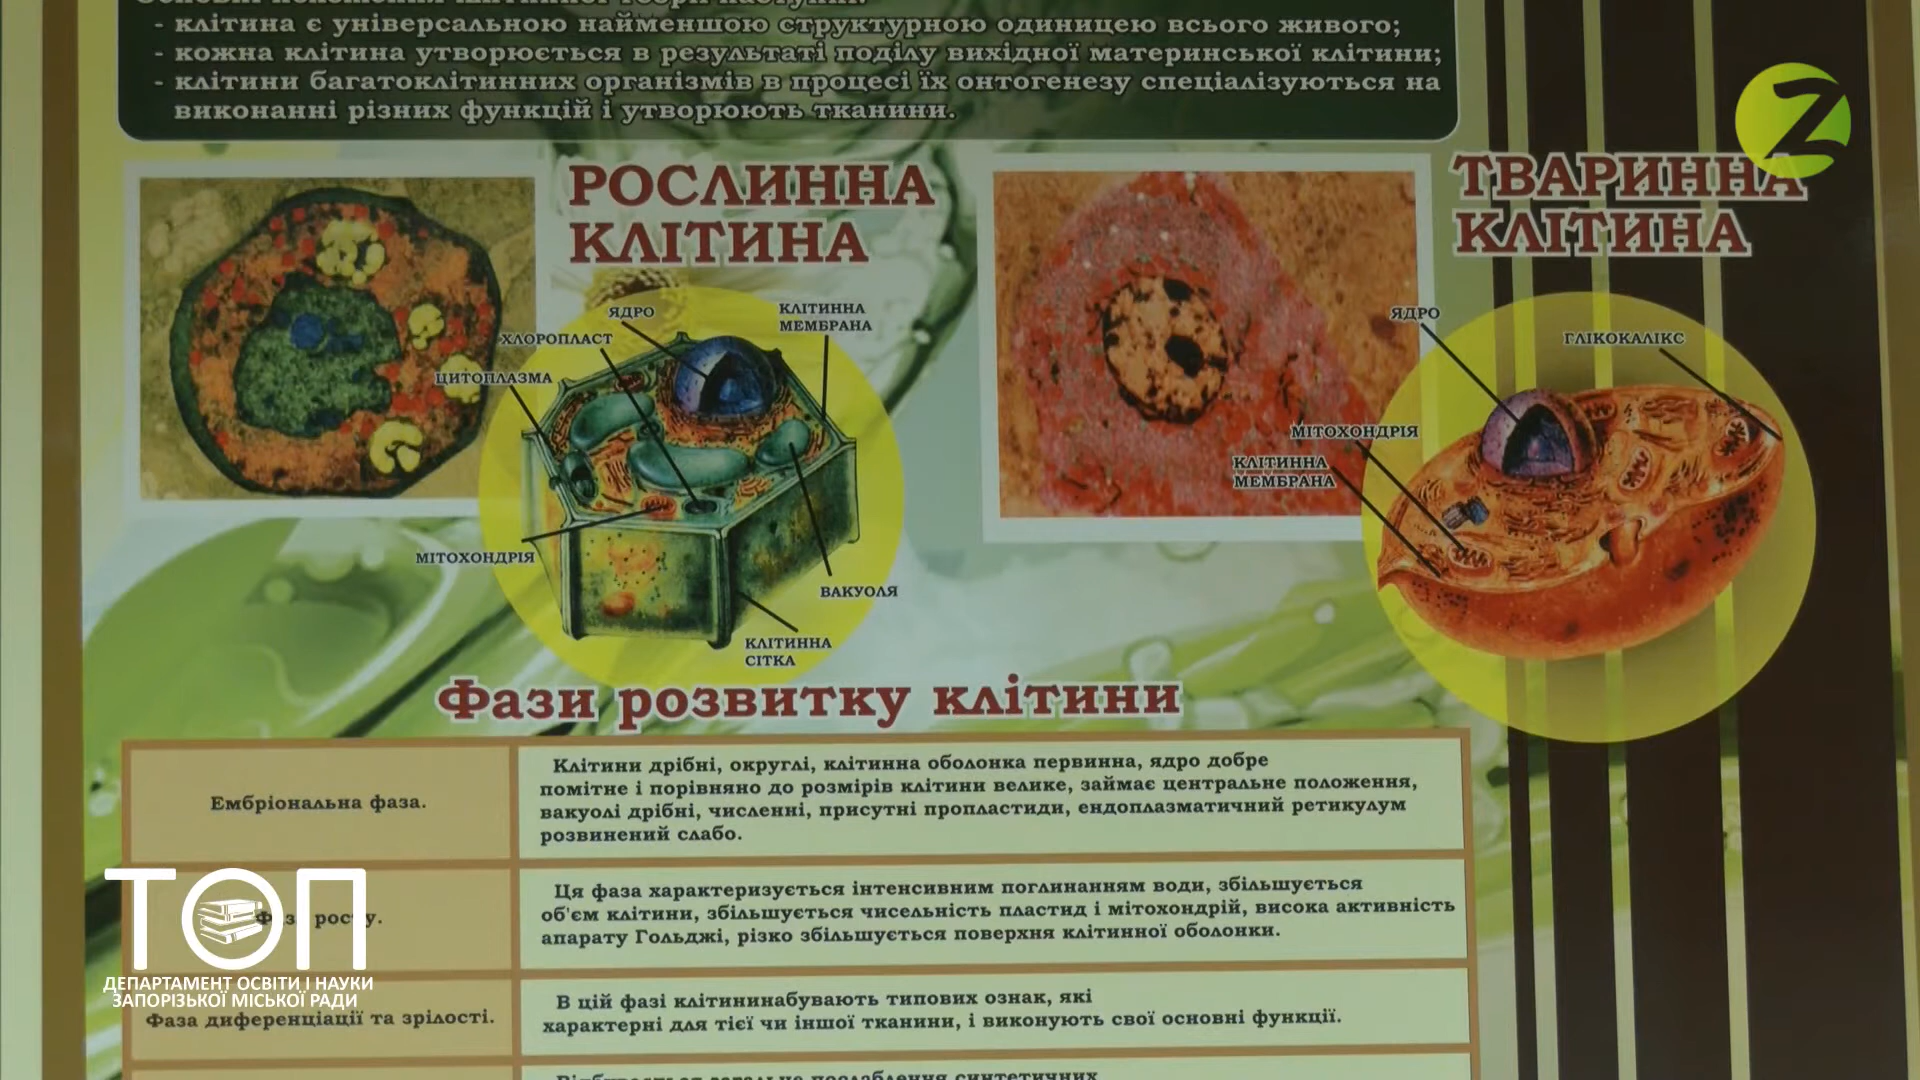 - клітина є універсальною найменшою структурною одиницею всього живого;
- кожна клітина утворюється в результаті поділу вихідної материнської клітини;
- клітини багатоклітинних організмів в процесі їх онтогенезу спеціалізуються на
виконанні різних функцій і утворюють тканини.
Z
РОСЛИННА
КЛІТИНА
ТВАРИННА
КЛІТИНА
ЯДРО
КЛІТИННА
МЕМБРАНА
ХЛОРОПЛАСТ
ЦИТОПЛАЗМА
МІТОХОНДРІЯ
ВАКУОЛЯ
КЛІТИННА
СІТКА
ЯДРО
ГЛІКОКАЛІКС
МІТОХОНДРІЯ
КЛІТИННА
МЕМБРАНА
Фази розвитку клітини
Ембріональна фаза.
Клітини дрібні, округлі, клітинна оболонка первинна, ядро добре
помітне і порівняно до розмірів клітини велике, займає центральне положення,
вакуолі дрібні, численні, присутні пропластиди, ендоплазматичний ретикулум
розвинений слабо.
росту.
Ця фаза характеризується інтенсивним поглинанням води, збільшується
об'єм клітини, збільшується чисельність пластид і мітохондрій, висока активність
апарату Гольджі, різко збільшується поверхня клітинної оболонки.
Фаза диференціації та зрілості.
В цій фазі клітининабувають типових ознак, які
характерні для тієї чи іншої тканини, і виконують свої основні функції.
ТОП
ДЕПАРТАМЕНТ ОСВІТИ І НАУКИ
ЗАПОРІЗЬКОЇ МІСЬКОЇ РАДИ